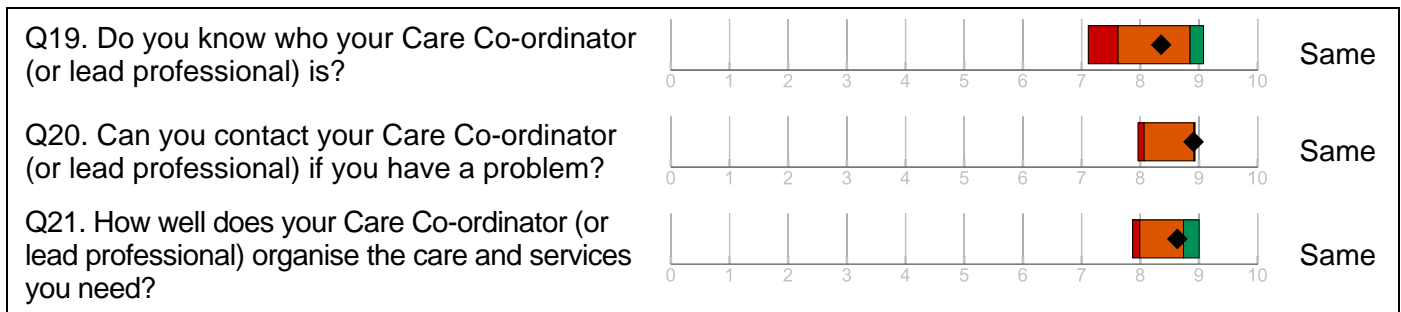 Q19. Do you know who your Care Co-ordinator
(or lead professional) is?
0 1 2 3 4 5 6 7 8 9 10
Same
Q20. Can you contact your Care Co-ordinator
(or lead professional) if you have a problem?
0 1 2 3 4 5 6 7 8 9 10
Same
Q21. How well does your Care Co-ordinator (or
lead professional) organise the care and services
you need?
0 1 2 3 4 5 6 7 8 9 10
Same